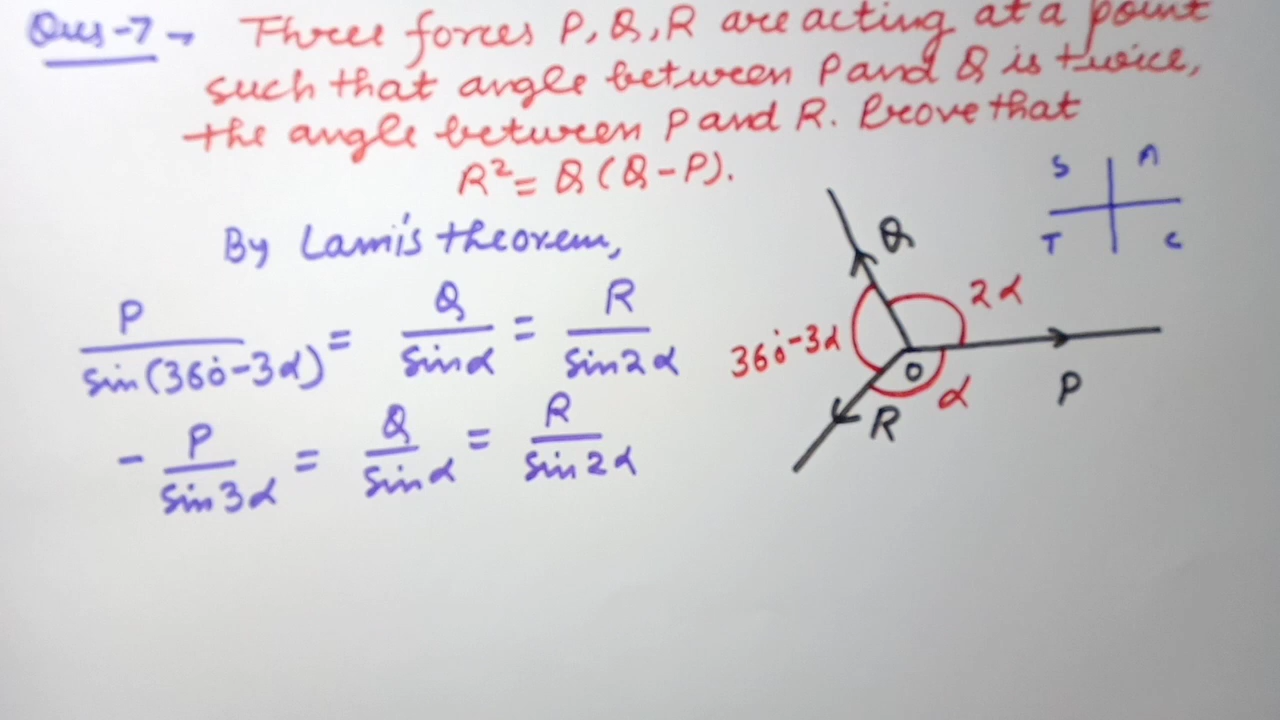 Ques-7 → Three forces P, Q, R are acting at a point
such that angle between P and Q is twice,
the angle between P and R. Prove that
R² = Q (Q - P).
S A
T C
By Lami's theorem,
P/sin(360°-3α) = Q/sinα = R/sin2α
- P/sin3α = Q/sinα = R/sin2α
Q
2α
360°-3α
O
α
P
R